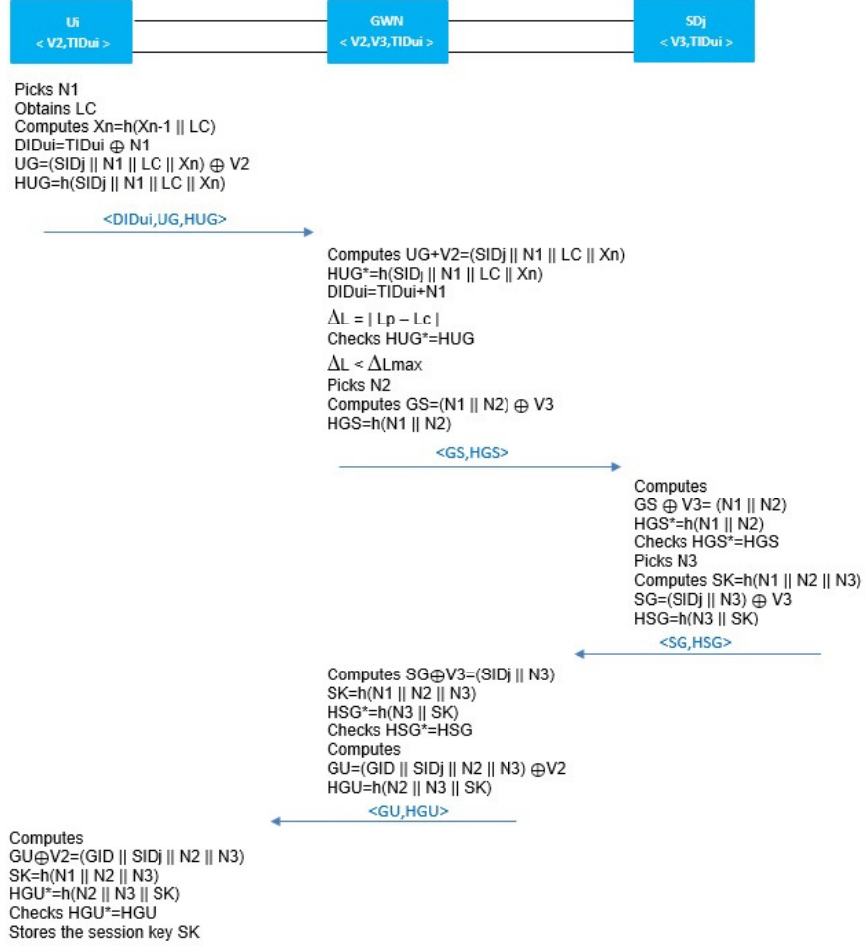 Ui
< V2,TIDui >
GWN
< V2,V3,TIDui >
SDj
< V3,TIDui >
Picks N1
Obtains LC
Computes Xn=h(Xn-1 || LC)
DIDui=TIDui ⊕ N1
UG=(SIDj || N1 || LC || Xn) ⊕ V2
HUG=h(SIDj || N1 || LC || Xn)
<DIDui,UG,HUG>
Computes UG+V2=(SIDj || N1 || LC || Xn)
HUG*=h(SIDj || N1 || LC || Xn)
DIDui=TIDui+N1
ΔL = | Lp – Lc |
Checks HUG*=HUG
ΔL < ΔLmax
Picks N2
Computes GS=(N1 || N2) ⊕ V3
HGS=h(N1 || N2)
<GS,HGS>
Computes
GS ⊕ V3= (N1 || N2)
HGS*=h(N1 || N2)
Checks HGS*=HGS
Picks N3
Computes SK=h(N1 || N2 || N3)
SG=(SIDj || N3) ⊕ V3
HSG=h(N3 || SK)
<SG,HSG>
Computes SG⊕V3=(SIDj || N3)
SK=h(N1 || N2 || N3)
HSG*=h(N3 || SK)
Checks HSG*=HSG
Computes
GU=(GID || SIDj || N2 || N3) ⊕V2
HGU=h(N2 || N3 || SK)
<GU,HGU>
Computes
GU⊕V2=(GID || SIDj || N2 || N3)
SK=h(N1 || N2 || N3)
HGU*=h(N2 || N3 || SK)
Checks HGU*=HGU
Stores the session key SK